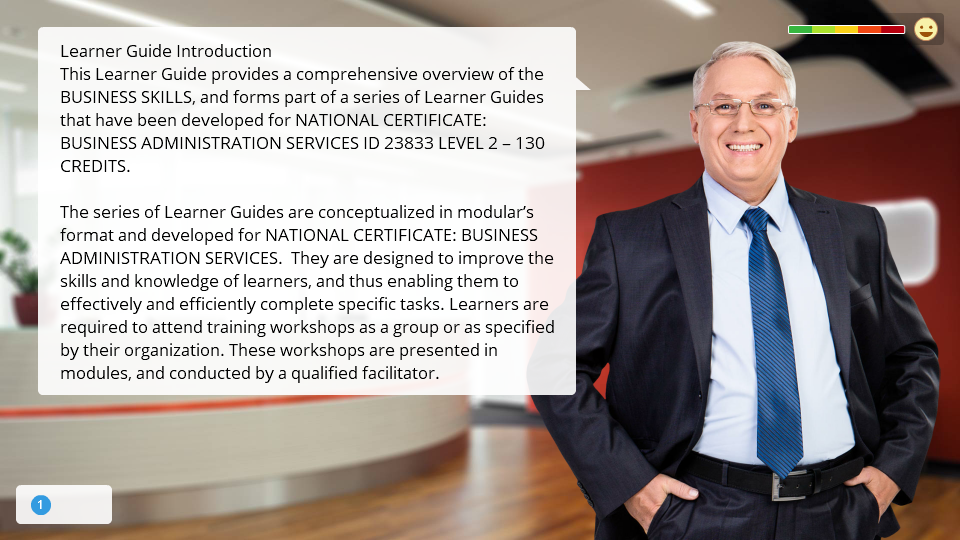 Learner Guide Introduction
This Learner Guide provides a comprehensive overview of the
BUSINESS SKILLS, and forms part of a series of Learner Guides
that have been developed for NATIONAL CERTIFICATE:
BUSINESS ADMINISTRATION SERVICES ID 23833 LEVEL 2 – 130
CREDITS.
The series of Learner Guides are conceptualized in modular’s
format and developed for NATIONAL CERTIFICATE: BUSINESS
ADMINISTRATION SERVICES.  They are designed to improve the
skills and knowledge of learners, and thus enabling them to
effectively and efficiently complete specific tasks. Learners are
required to attend training workshops as a group or as specified
by their organization. These workshops are presented in
modules, and conducted by a qualified facilitator.
1